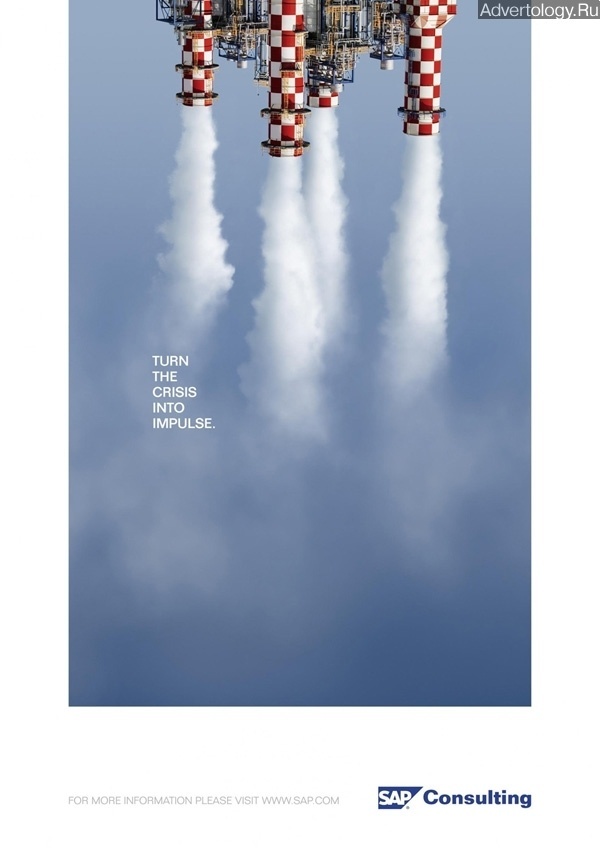 Advertology.Ru
TURN
THE
CRISIS
INTO
IMPULSE.
FOR MORE INFORMATION PLEASE VISIT WWW.SAP.COM
SAP Consulting